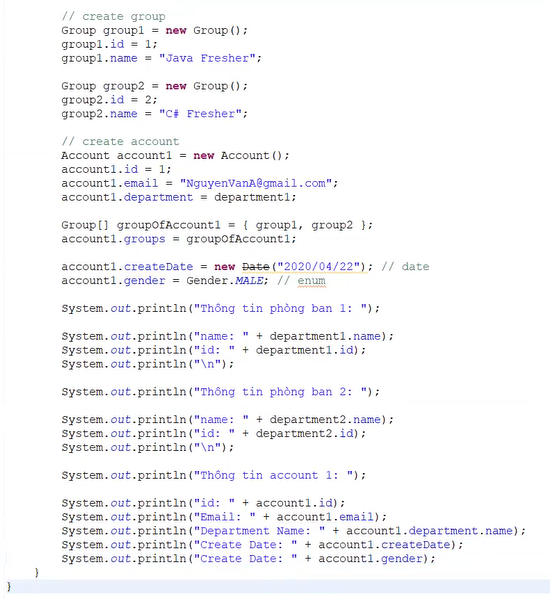 // create group
Group group1 = new Group();
group1.id = 1;
group1.name = "Java Fresher";
Group group2 = new Group();
group2.id = 2;
group2.name = "C# Fresher";
// create account
Account account1 = new Account();
account1.id = 1;
account1.email = "NguyenVanA@gmail.com";
account1.department = department1;
Group[] groupOfAccount1 = { group1, group2 };
account1.groups = groupOfAccount1;
account1.createDate = new Date("2020/04/22"); // date
account1.gender = Gender.MALE; // enum
System.out.println("Thông tin phòng ban 1: ");
System.out.println("name: " + department1.name);
System.out.println("id: " + department1.id);
System.out.println("\n");
System.out.println("Thông tin phòng ban 2: ");
System.out.println("name: " + department2.name);
System.out.println("id: " + department2.id);
System.out.println("\n");
System.out.println("Thông tin account 1: ");
System.out.println("id: " + account1.id);
System.out.println("Email: " + account1.email);
System.out.println("Department Name: " + account1.department.name);
System.out.println("Create Date: " + account1.createDate);
System.out.println("Create Date: " + account1.gender);
}
}